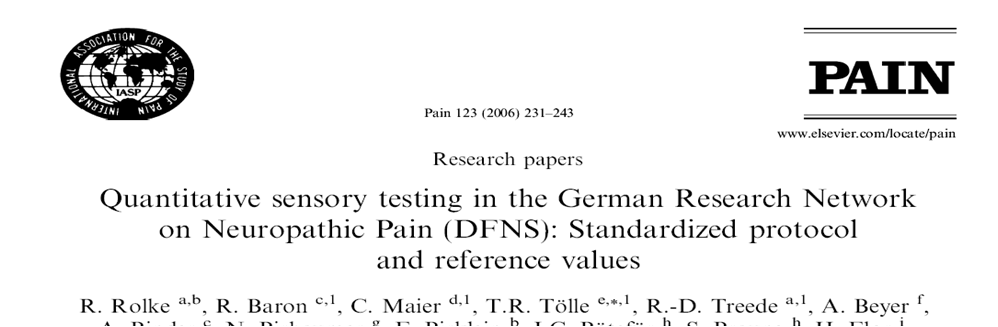 INTERNATIONAL ASSOCIATION FOR THE STUDY OF PAIN
IASP
PAIN
Pain 123 (2006) 231–243
www.elsevier.com/locate/pain
Research papers
Quantitative sensory testing in the German Research Network
on Neuropathic Pain (DFNS): Standardized protocol
and reference values
R. Rolke a,b, R. Baron c,1, C. Maier d,1, T.R. Tölle e,*,1, R.-D. Treede a,1, A. Beyer f,